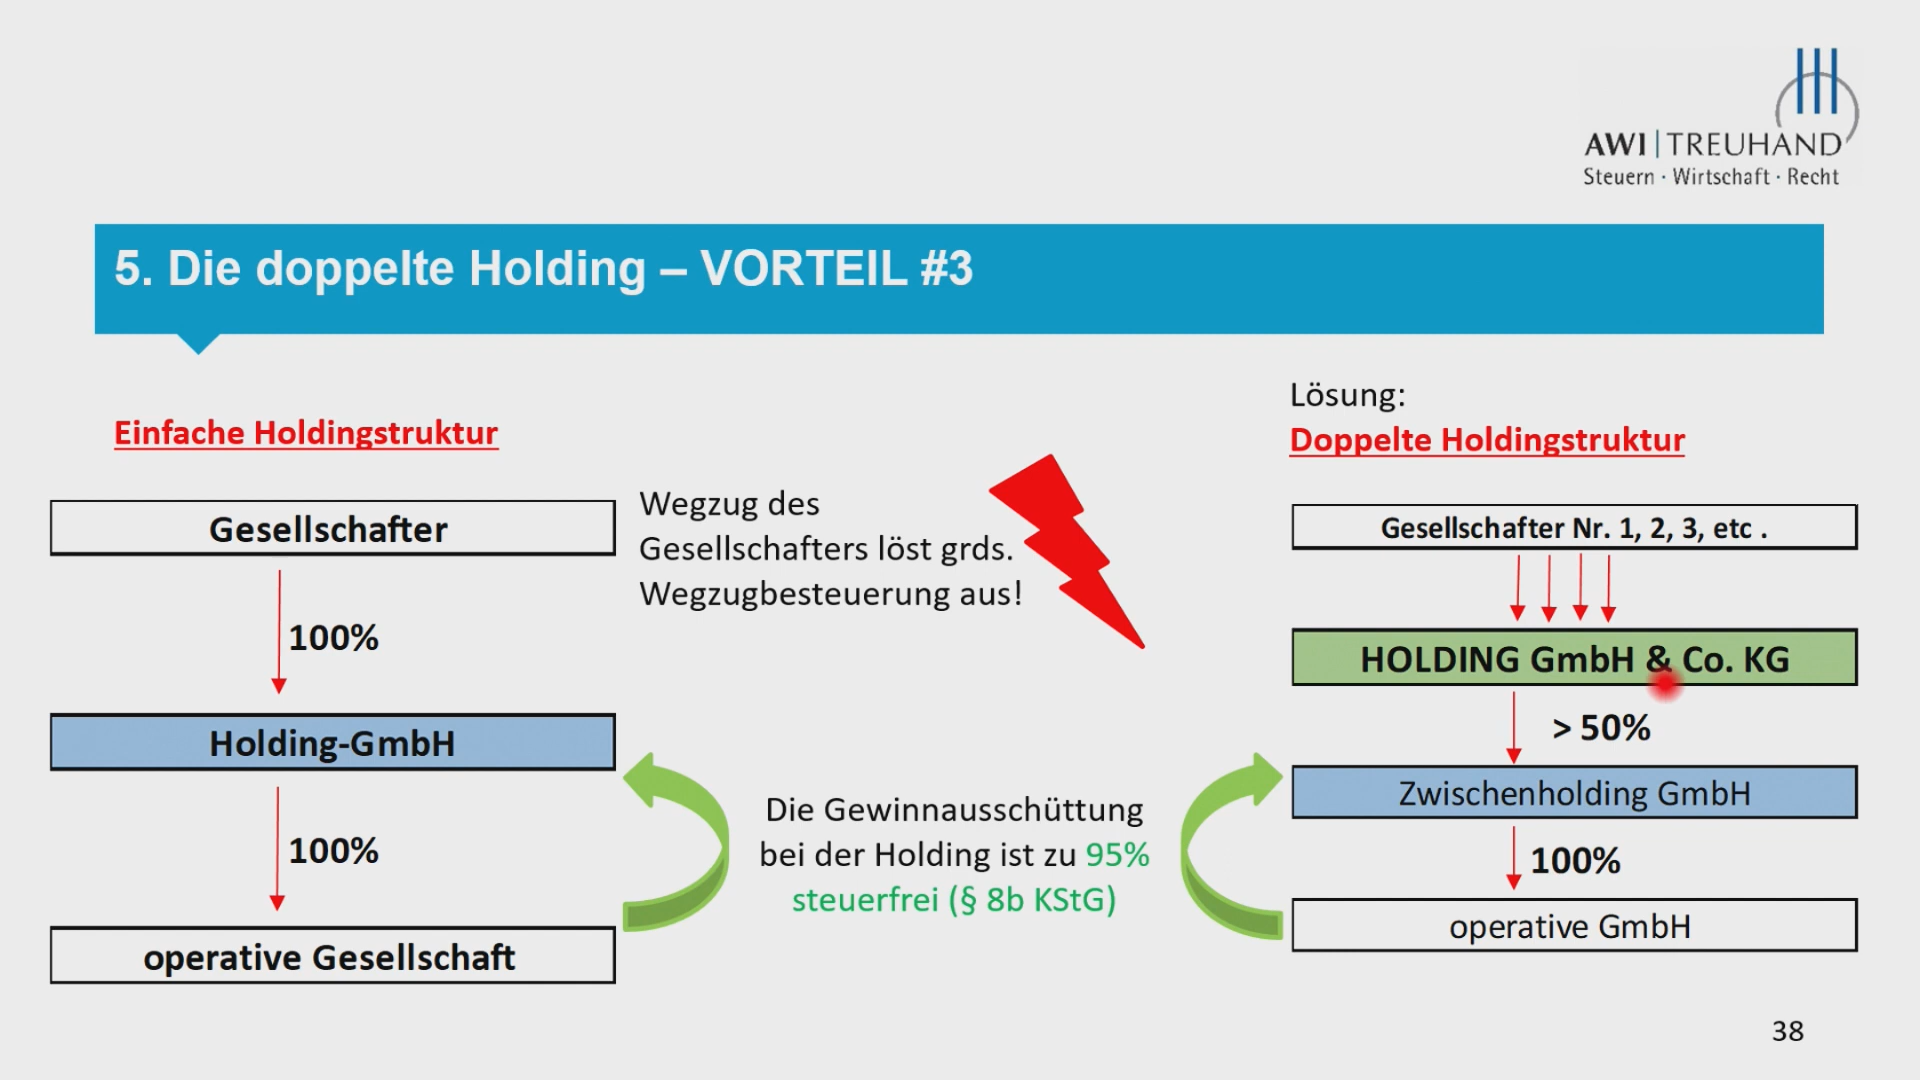 AWI|TREUHAND
Steuern · Wirtschaft · Recht
5. Die doppelte Holding – VORTEIL #3
Einfache Holdingstruktur
Gesellschafter
100%
Holding-GmbH
100%
operative Gesellschaft
Wegzug des
Gesellschafters löst grds.
Wegzugbesteuerung aus!
Die Gewinnausschüttung
bei der Holding ist zu 95%
steuerfrei (§ 8b KStG)
Lösung:
Doppelte Holdingstruktur
Gesellschafter Nr. 1, 2, 3, etc .
HOLDING GmbH & Co. KG
> 50%
Zwischenholding GmbH
100%
operative GmbH
38